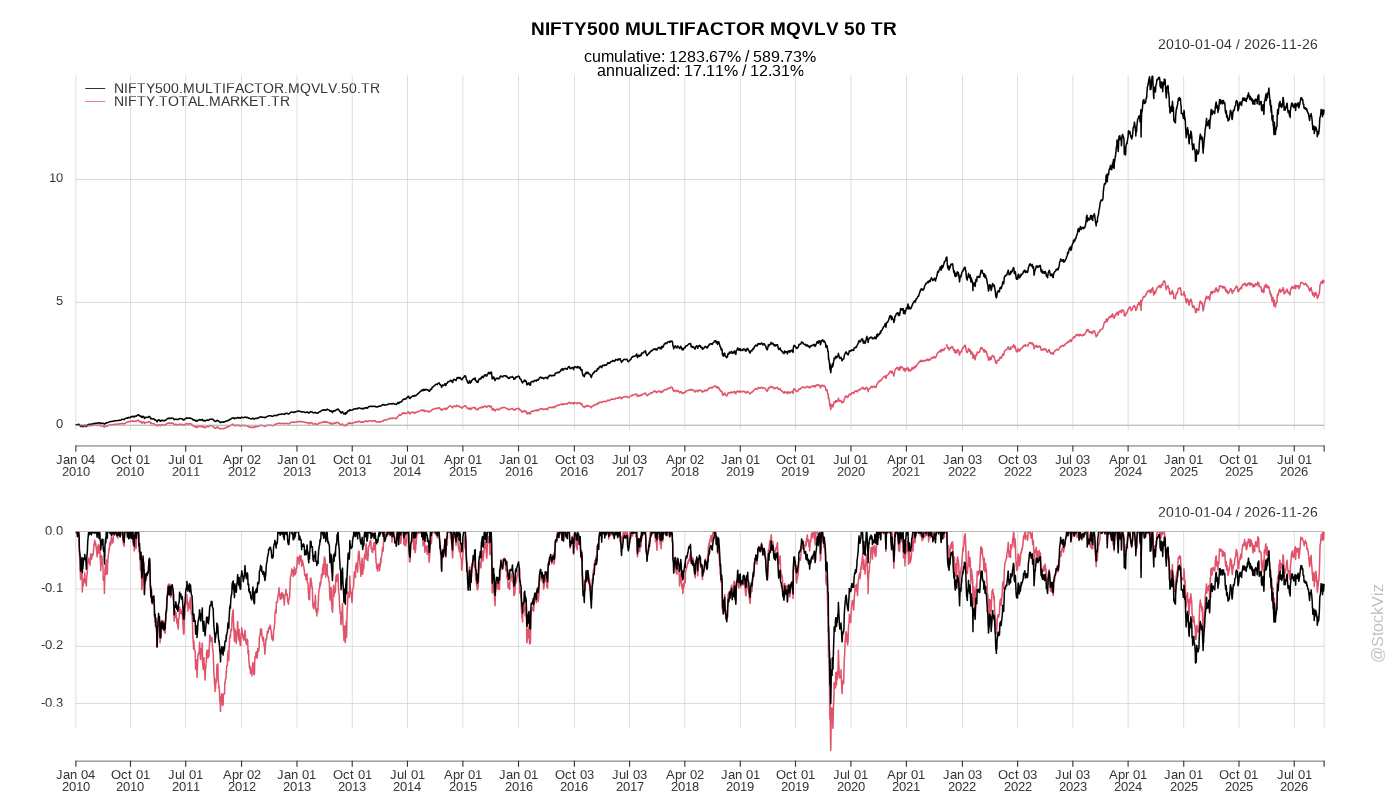 NIFTY500 MULTIFACTOR MQVLV 50 TR
2010-01-04 / 2026-11-26
cumulative: 1283.67% / 589.73%
annualized: 17.11% / 12.31%
NIFTY500.MULTIFACTOR.MQVLV.50.TR
NIFTY.TOTAL.MARKET.TR
10
5
0
Jan 04 Oct 01 Jul 01 Apr 02 Jan 01 Oct 01 Jul 01 Apr 01 Jan 01 Oct 03 Jul 03 Apr 02 Jan 01 Oct 01 Jul 01 Apr 01 Jan 03 Oct 03 Jul 03 Apr 01 Jan 01 Oct 01 Jul 01
2010 2010 2011 2012 2013 2013 2014 2015 2016 2016 2017 2018 2019 2019 2020 2021 2022 2022 2023 2024 2025 2025 2026
2010-01-04 / 2026-11-26
0.0
-0.1
-0.2
-0.3
Jan 04 Oct 01 Jul 01 Apr 02 Jan 01 Oct 01 Jul 01 Apr 01 Jan 01 Oct 03 Jul 03 Apr 02 Jan 01 Oct 01 Jul 01 Apr 01 Jan 03 Oct 03 Jul 03 Apr 01 Jan 01 Oct 01 Jul 01
2010 2010 2011 2012 2013 2013 2014 2015 2016 2016 2017 2018 2019 2019 2020 2021 2022 2022 2023 2024 2025 2025 2026
@StockViz